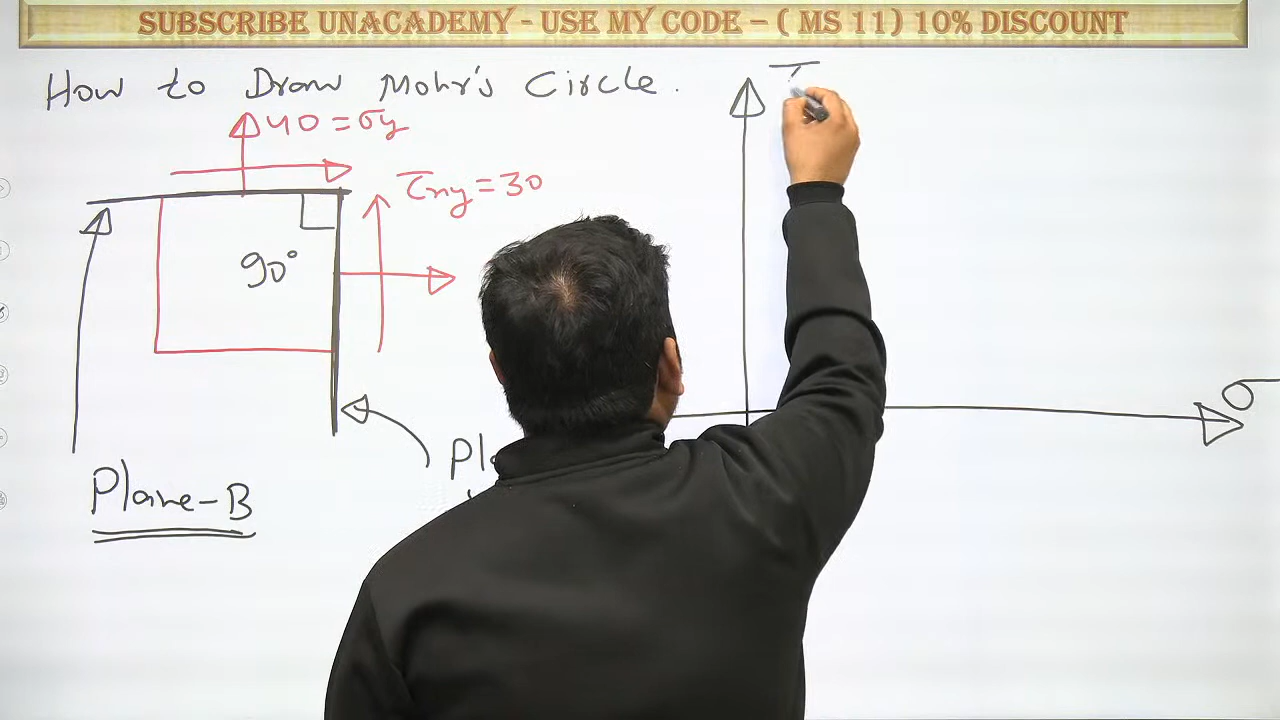 SUBSCRIBE UNACADEMY - USE MY CODE – ( MS 11) 10% DISCOUNT
How to Draw Mohr's Circle.
τ
40 = σy
τxy = 30
90°
σ
Plane-B